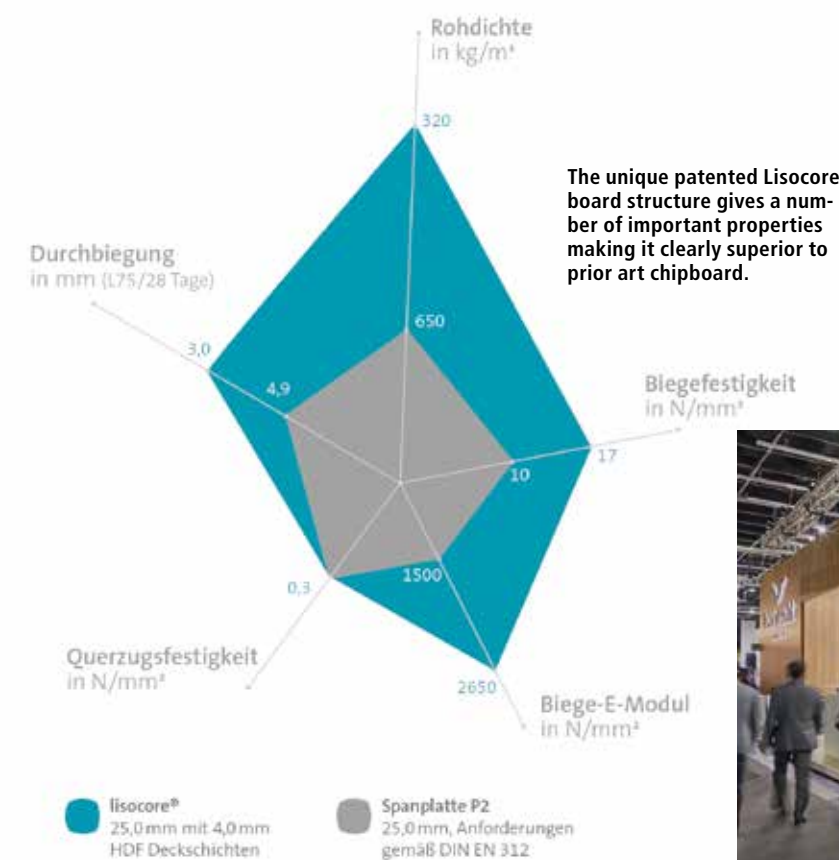 Rohdichte
in kg/m³
320
The unique patented Lisocore
board structure gives a num-
ber of important properties
making it clearly superior to
prior art chipboard.
Durchbiegung
in mm (L75/28 Tage)
3,0
650
4,9
Biegefestigkeit
in N/mm²
17
10
1500
0,3
Querzugsfestigkeit
in N/mm²
2650
Biege-E-Modul
in N/mm²
lisocore®
25,0 mm mit 4,0 mm
HDF Deckschichten
Spanplatte P2
25,0 mm, Anforderungen
gemäß DIN EN 312